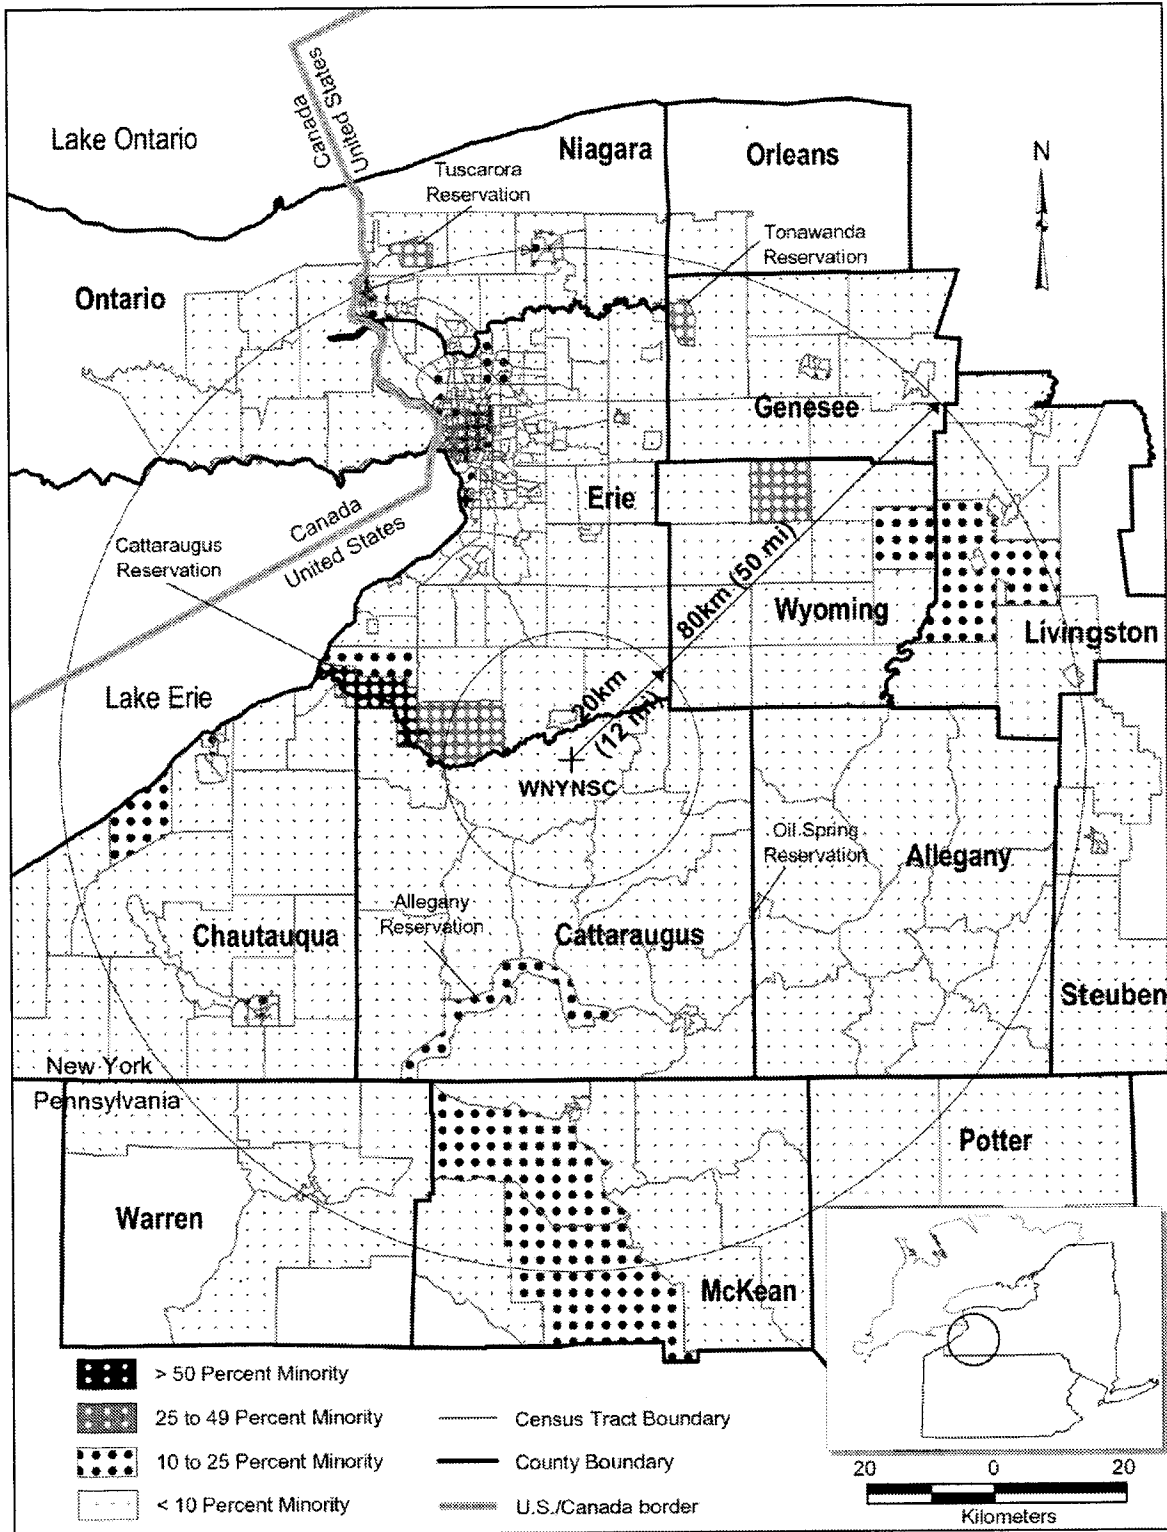 Lake Ontario
Canada
United States
Niagara
Orleans
N
Tuscarora
Reservation
Tonawanda
Reservation
Ontario
Genesee
Erie
Canada
United States
Cattaraugus
Reservation
80km (50 mi)
Wyoming
Livingston
Lake Erie
20km
(12 mi)
WNYNSC
Oil Spring
Reservation
Allegany
Allegany
Reservation
Chautauqua
Cattaraugus
Steuben
New York
Pennsylvania
Potter
Warren
McKean
> 50 Percent Minority
25 to 49 Percent Minority
Census Tract Boundary
10 to 25 Percent Minority
County Boundary
< 10 Percent Minority
U.S./Canada border
20 0 20
Kilometers